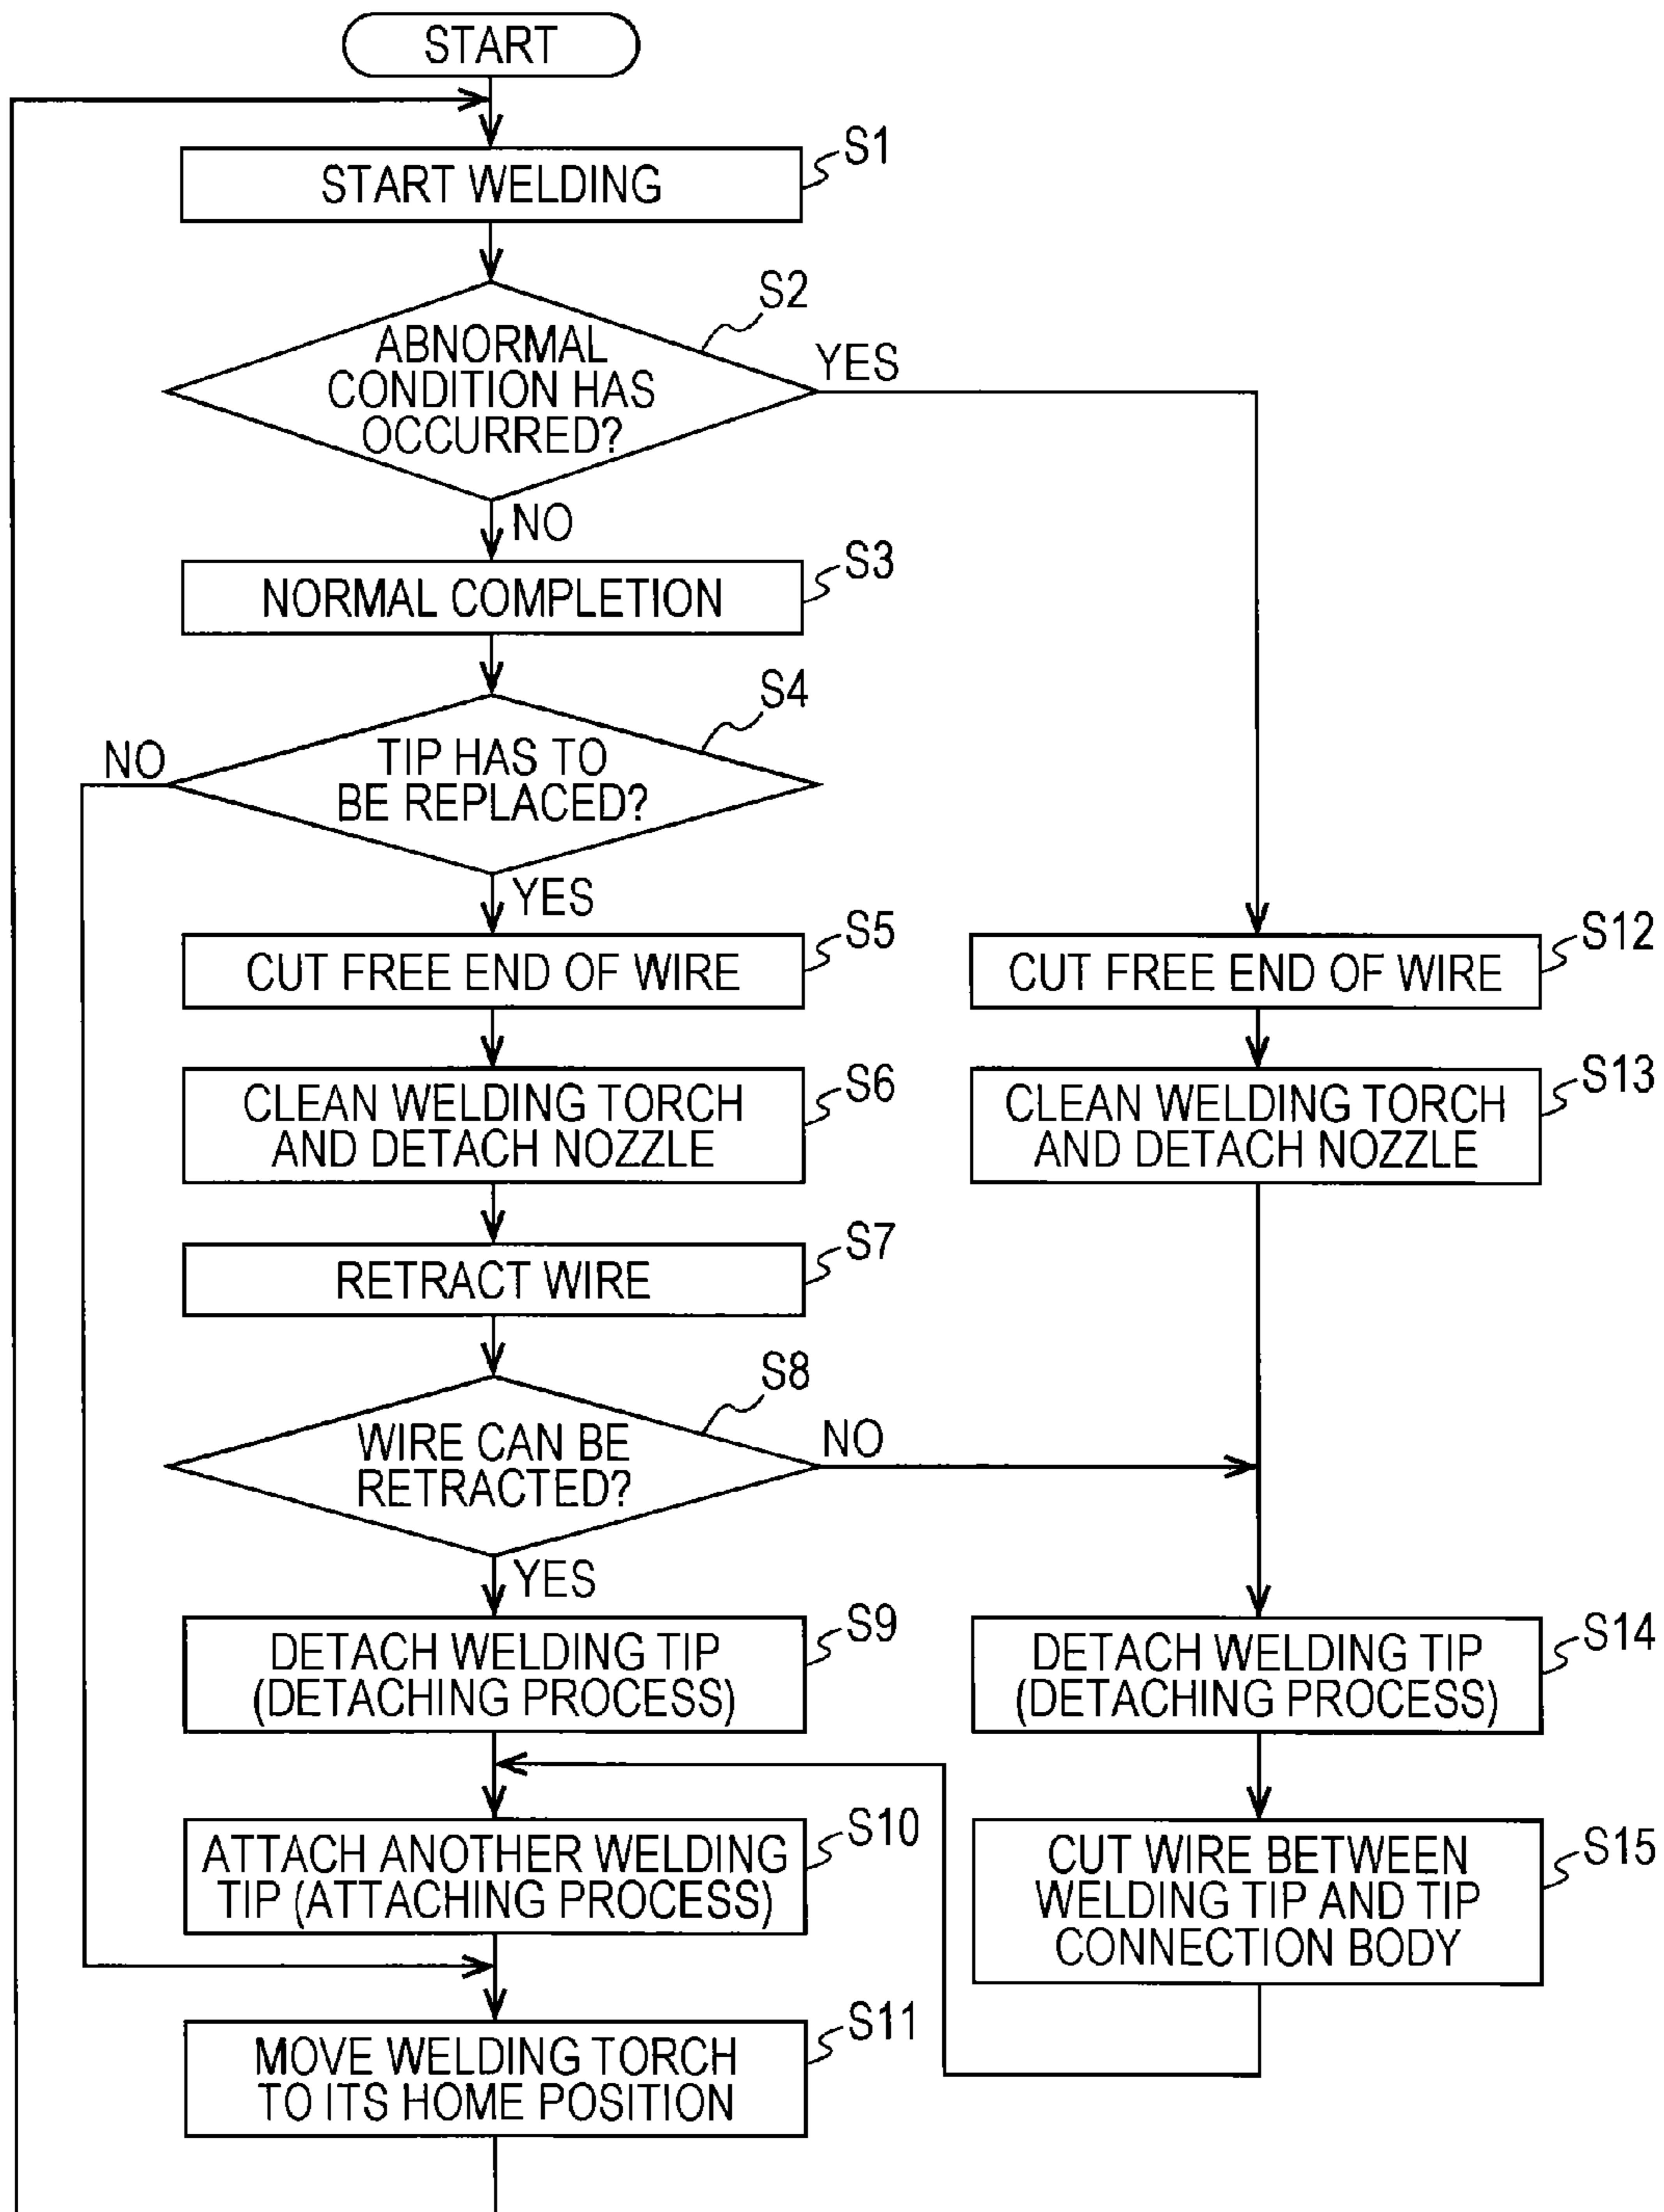 START
S1
START WELDING
S2
ABNORMAL
CONDITION HAS
OCCURRED?
YES
NO
S3
NORMAL COMPLETION
S4
NO
TIP HAS TO
BE REPLACED?
YES
S5
CUT FREE END OF WIRE
S12
CUT FREE END OF WIRE
S6
CLEAN WELDING TORCH
AND DETACH NOZZLE
S13
CLEAN WELDING TORCH
AND DETACH NOZZLE
S7
RETRACT WIRE
S8
WIRE CAN BE
RETRACTED?
NO
YES
S9
DETACH WELDING TIP
(DETACHING PROCESS)
S14
DETACH WELDING TIP
(DETACHING PROCESS)
S10
ATTACH ANOTHER WELDING
TIP (ATTACHING PROCESS)
S15
CUT WIRE BETWEEN
WELDING TIP AND TIP
CONNECTION BODY
S11
MOVE WELDING TORCH
TO ITS HOME POSITION